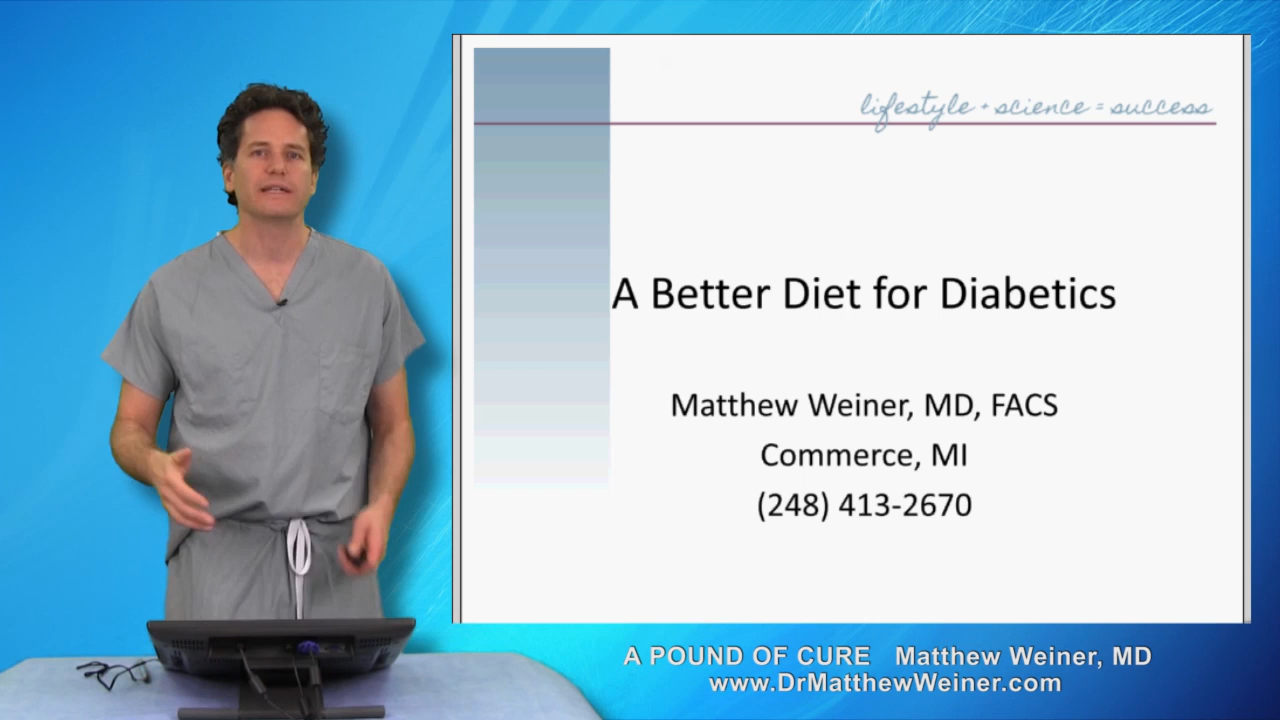 lifestyle + science = success
A Better Diet for Diabetics
Matthew Weiner, MD, FACS
Commerce, MI
(248) 413-2670
A POUND OF CURE Matthew Weiner, MD
www.DrMatthewWeiner.com